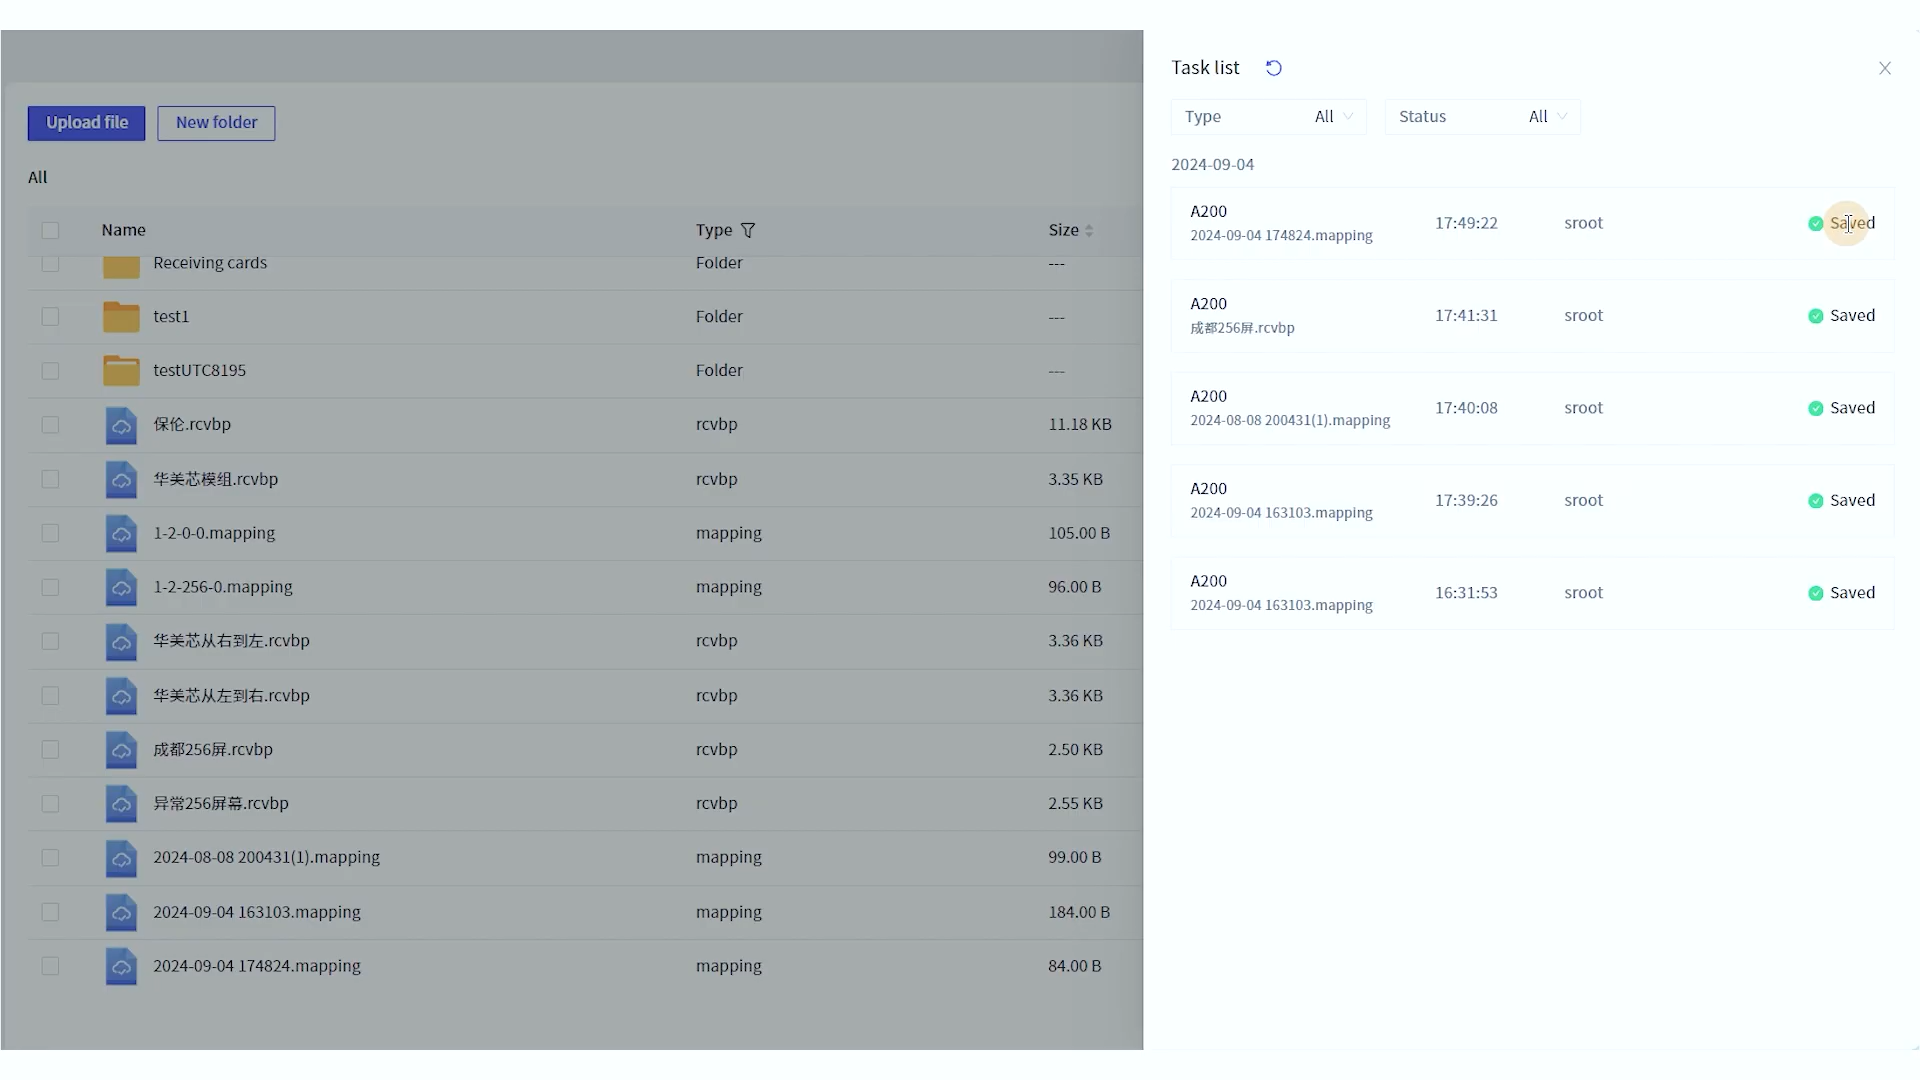 Upload file
New folder
All
Name Type Size
Receiving cards Folder ---
test1 Folder ---
testUTC8195 Folder ---
保伦.rcvbp rcvbp 11.18 KB
华美芯模组.rcvbp rcvbp 3.35 KB
1-2-0-0.mapping mapping 105.00 B
1-2-256-0.mapping mapping 96.00 B
华美芯从右到左.rcvbp rcvbp 3.36 KB
华美芯从左到右.rcvbp rcvbp 3.36 KB
成都256屏.rcvbp rcvbp 2.50 KB
异常256屏幕.rcvbp rcvbp 2.55 KB
2024-08-08 200431(1).mapping mapping 99.00 B
2024-09-04 163103.mapping mapping 184.00 B
2024-09-04 174824.mapping mapping 84.00 B
Task list
Type All Status All
2024-09-04
A200
2024-09-04 174824.mapping 17:49:22 sroot Saved
A200
成都256屏.rcvbp 17:41:31 sroot Saved
A200
2024-08-08 200431(1).mapping 17:40:08 sroot Saved
A200
2024-09-04 163103.mapping 17:39:26 sroot Saved
A200
2024-09-04 163103.mapping 16:31:53 sroot Saved